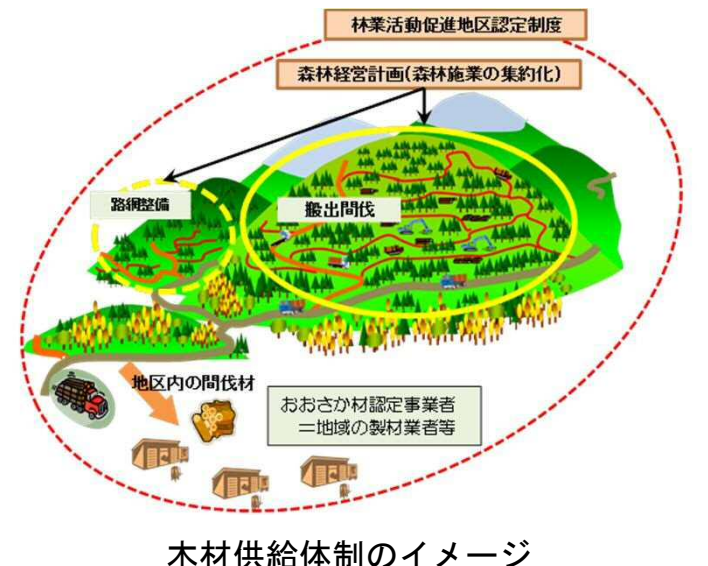 林業活動促進地区認定制度
森林経営計画(森林施業の集約化)
路網整備
搬出間伐
地区内の間伐材
おおさか材認定事業者
=地域の製材業者等
木材供給体制のイメージ